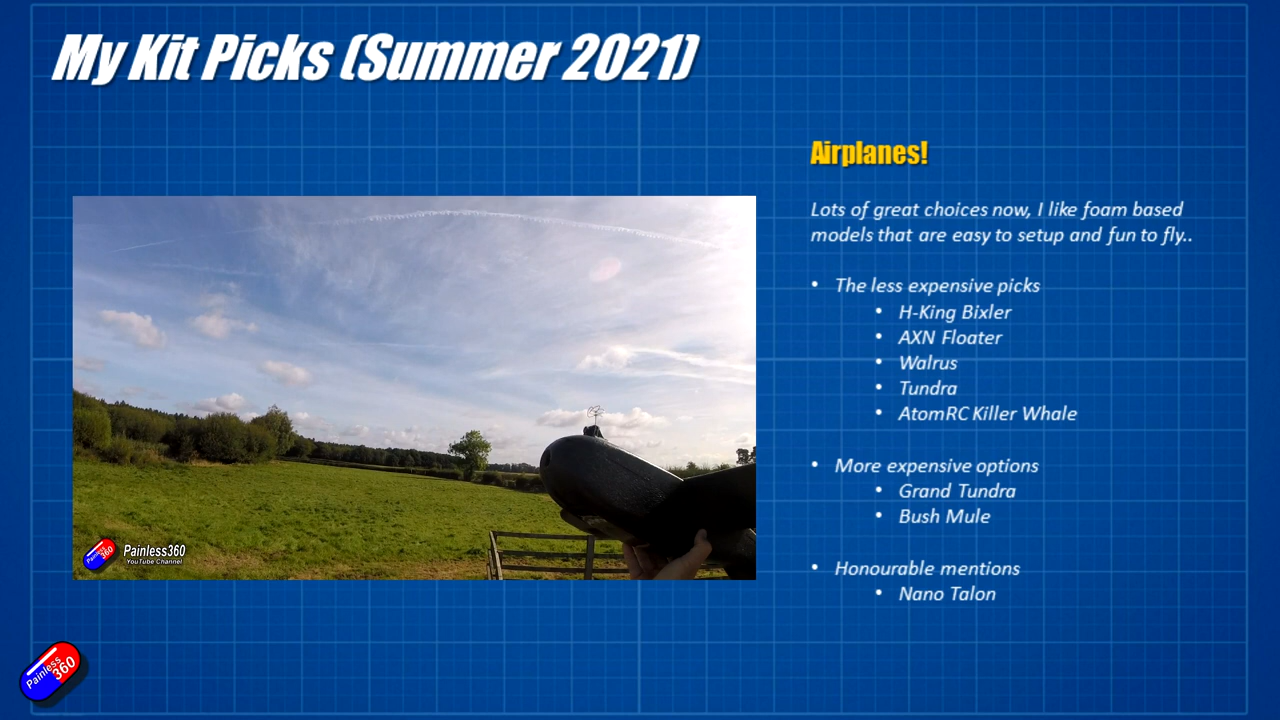 My Kit Picks (Summer 2021)
Airplanes!
Lots of great choices now, I like foam based
models that are easy to setup and fun to fly..
• The less expensive picks
• H-King Bixler
• AXN Floater
• Walrus
• Tundra
• AtomRC Killer Whale
• More expensive options
• Grand Tundra
• Bush Mule
• Honourable mentions
• Nano Talon
Painless
360
Painless360
YouTube Channel
Painless
360